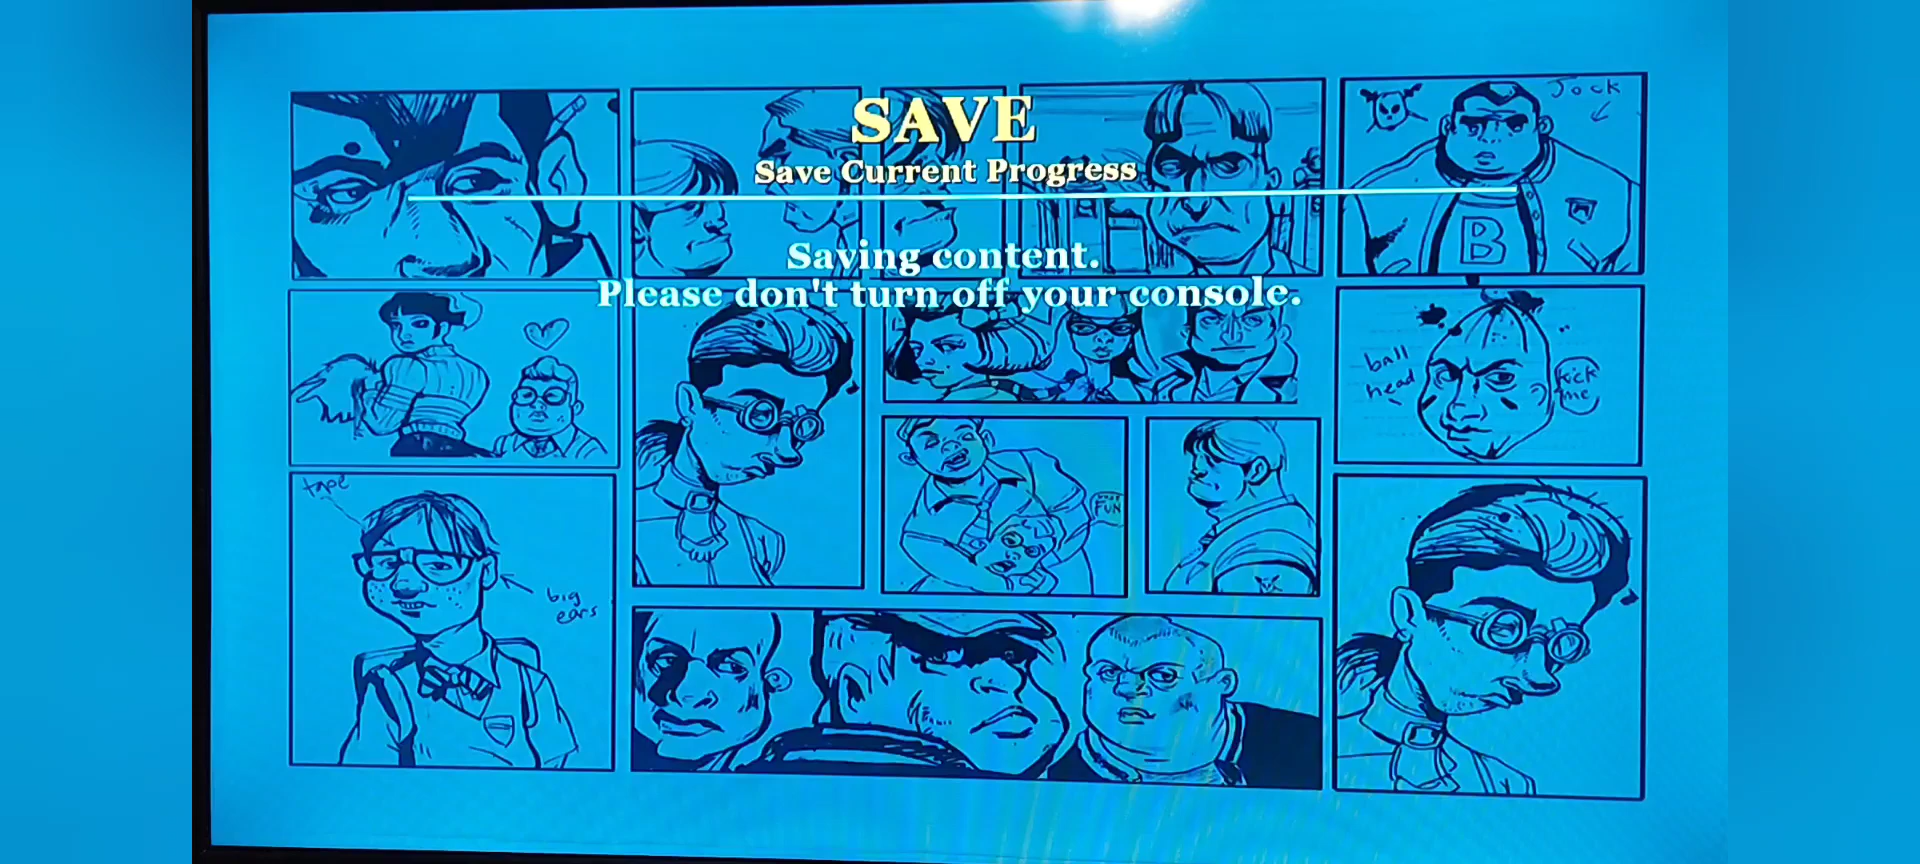 SAVE
Save Current Progress
Jock
B
Saving content.
Please don't turn off your console.
ball
head
kick
me
FUN
tape
big
ears